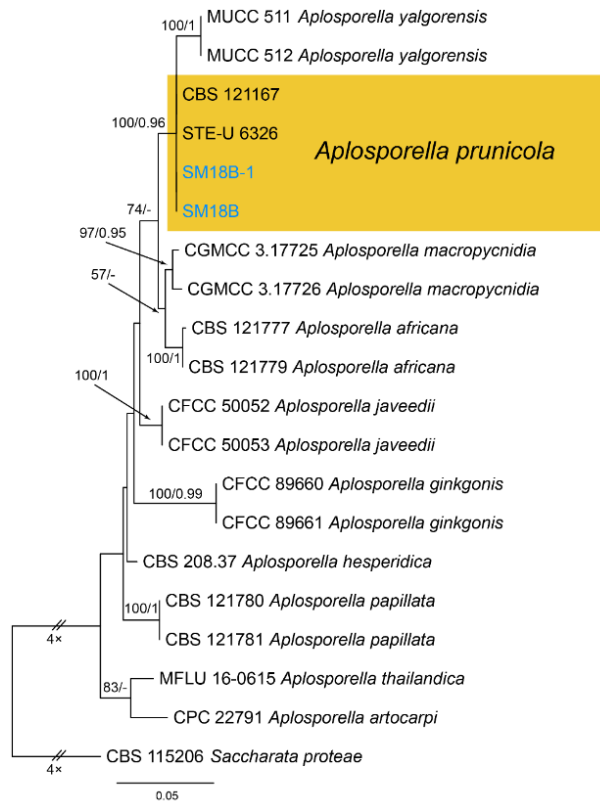 MUCC 511 Aplosporella yalgorensis
100/1
MUCC 512 Aplosporella yalgorensis
CBS 121167
100/0.96
STE-U 6326
Aplosporella prunicola
SM18B-1
SM18B
74/-
97/0.95
CGMCC 3.17725 Aplosporella macropycnidia
57/-
CGMCC 3.17726 Aplosporella macropycnidia
CBS 121777 Aplosporella africana
100/1
CBS 121779 Aplosporella africana
100/1
CFCC 50052 Aplosporella javeedii
CFCC 50053 Aplosporella javeedii
CFCC 89660 Aplosporella ginkgonis
100/0.99
CFCC 89661 Aplosporella ginkgonis
CBS 208.37 Aplosporella hesperidica
CBS 121780 Aplosporella papillata
100/1
CBS 121781 Aplosporella papillata
4×
MFLU 16-0615 Aplosporella thailandica
83/-
CPC 22791 Aplosporella artocarpi
CBS 115206 Saccharata proteae
4×
0.05